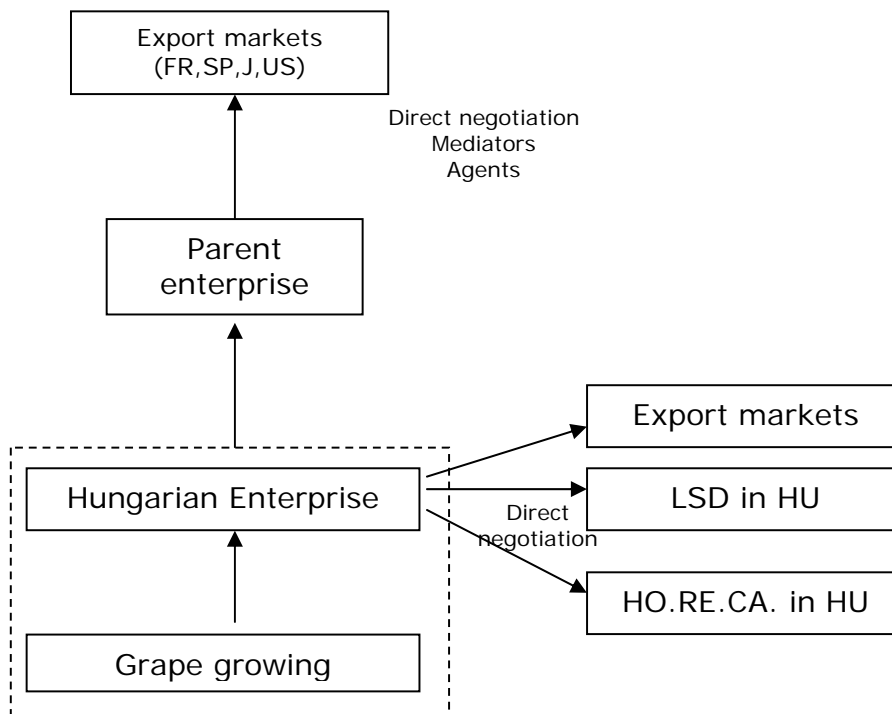 Export markets
(FR,SP,J,US)
Direct negotiation
Mediators
Agents
Parent
enterprise
Export markets
Hungarian Enterprise
LSD in HU
Direct
negotiation
HO.RE.CA. in HU
Grape growing